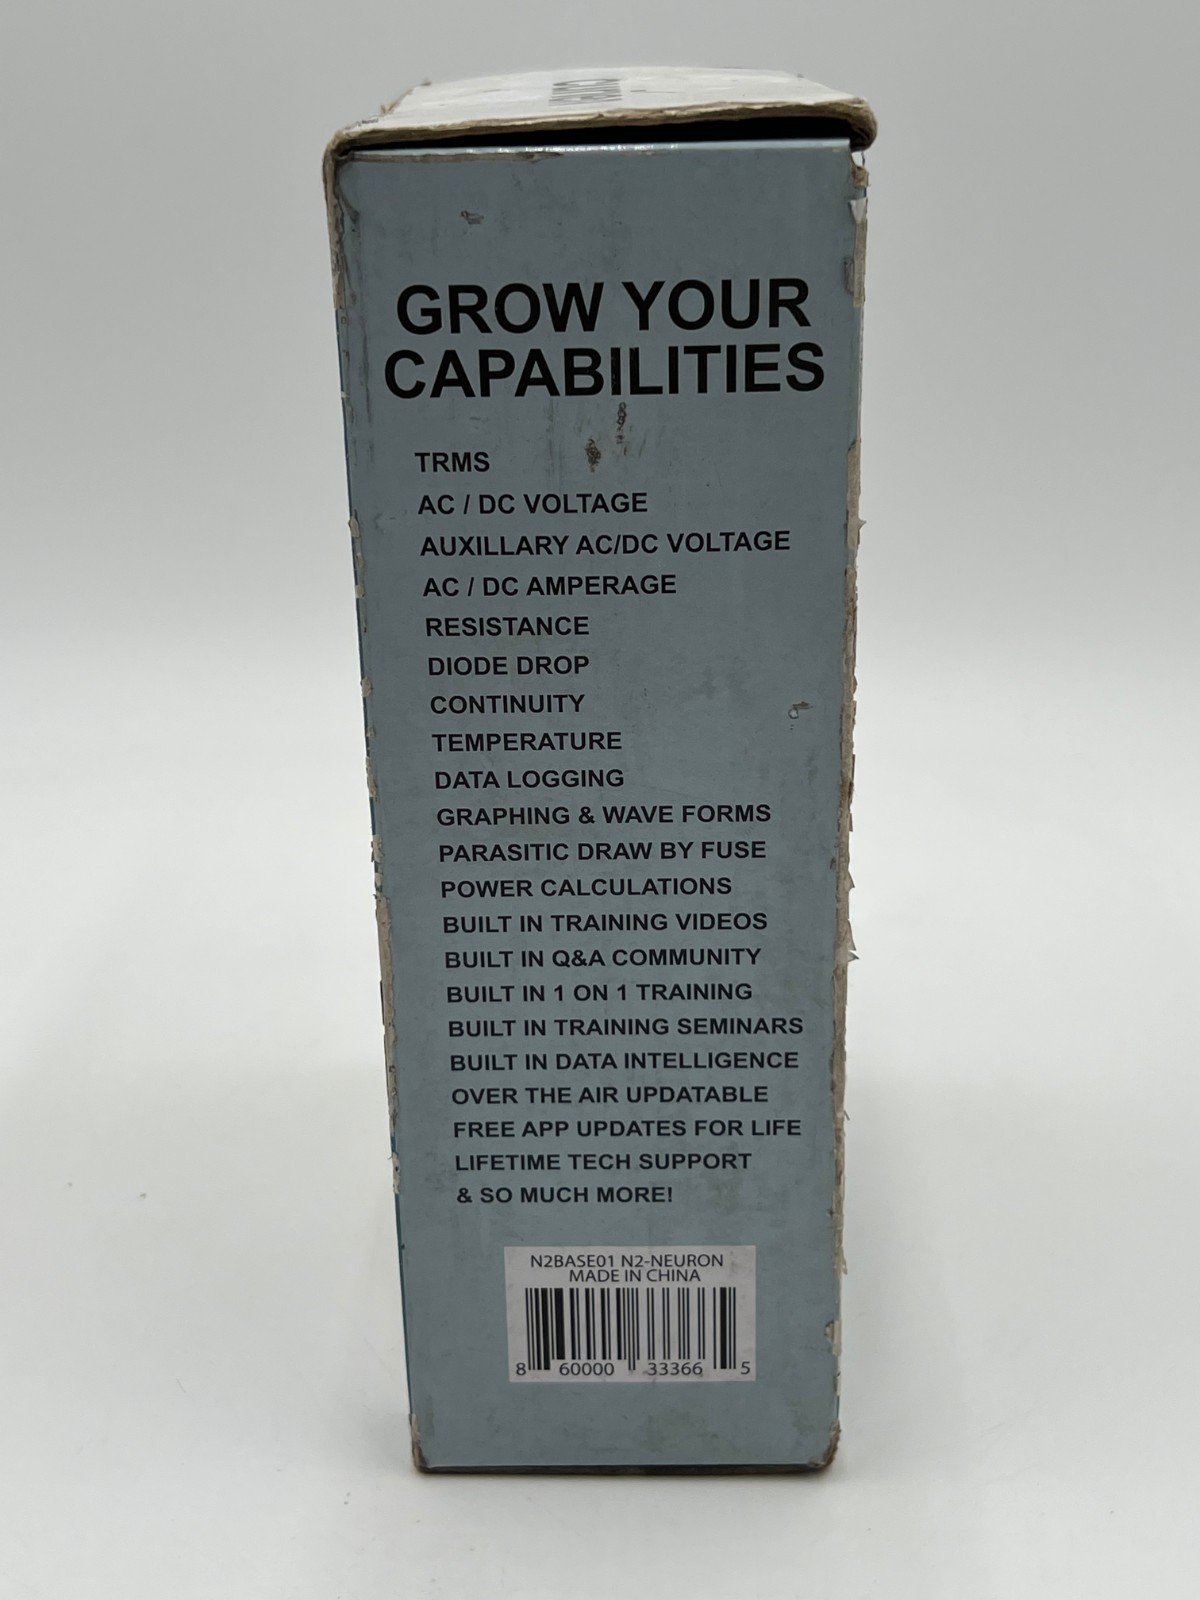 GROW YOUR
CAPABILITIES
TRMS
AC / DC VOLTAGE
AUXILLARY AC/DC VOLTAGE
AC / DC AMPERAGE
RESISTANCE
DIODE DROP
CONTINUITY
TEMPERATURE
DATA LOGGING
GRAPHING & WAVE FORMS
PARASITIC DRAW BY FUSE
POWER CALCULATIONS
BUILT IN TRAINING VIDEOS
BUILT IN Q&A COMMUNITY
BUILT IN 1 ON 1 TRAINING
BUILT IN TRAINING SEMINARS
BUILT IN DATA INTELLIGENCE
OVER THE AIR UPDATABLE
FREE APP UPDATES FOR LIFE
LIFETIME TECH SUPPORT
& SO MUCH MORE!
N2BASE01 N2-NEURON
MADE IN CHINA
8 60000 33366 5